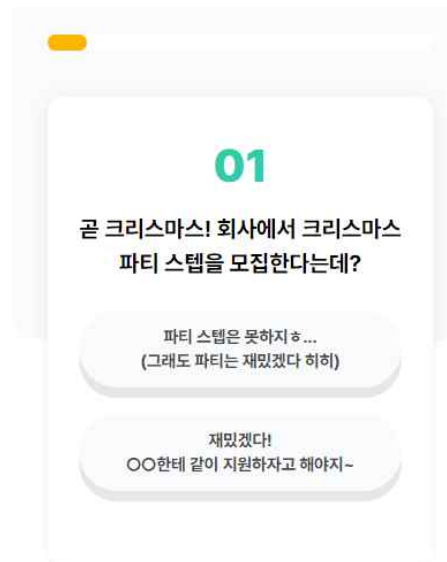 01
곧 크리스마스! 회사에서 크리스마스
파티 스텝을 모집한다는데?
파티 스텝은 못하지ㅎ...
(그래도 파티는 재밌겠다 히히)
재밌겠다!
○○한테 같이 지원하자고 해야지~